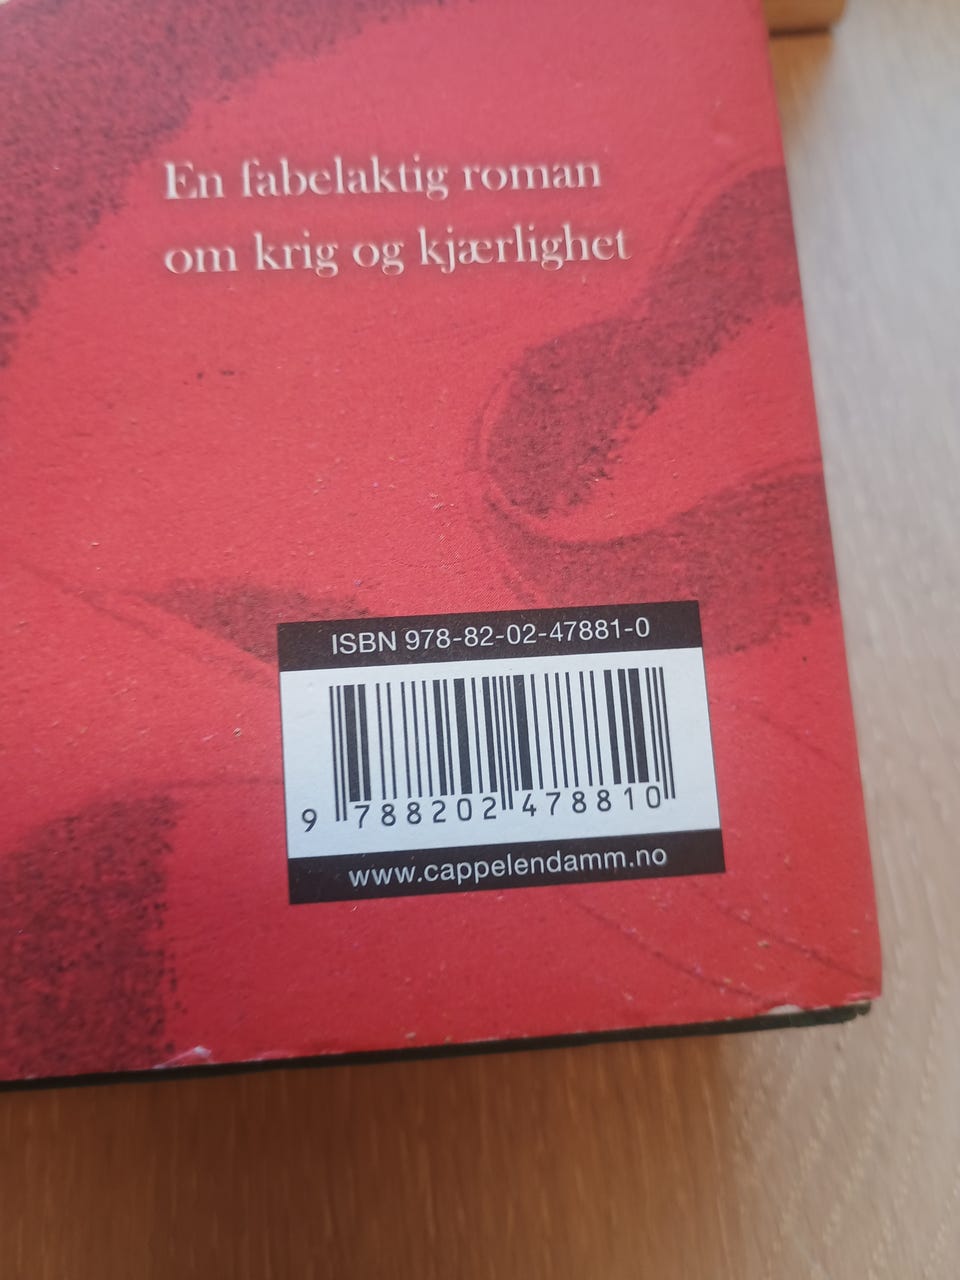 En fabelaktig roman
om krig og kjærlighet
ISBN 978-82-02-47881-0
9 788202 478810
www.cappelendamm.no